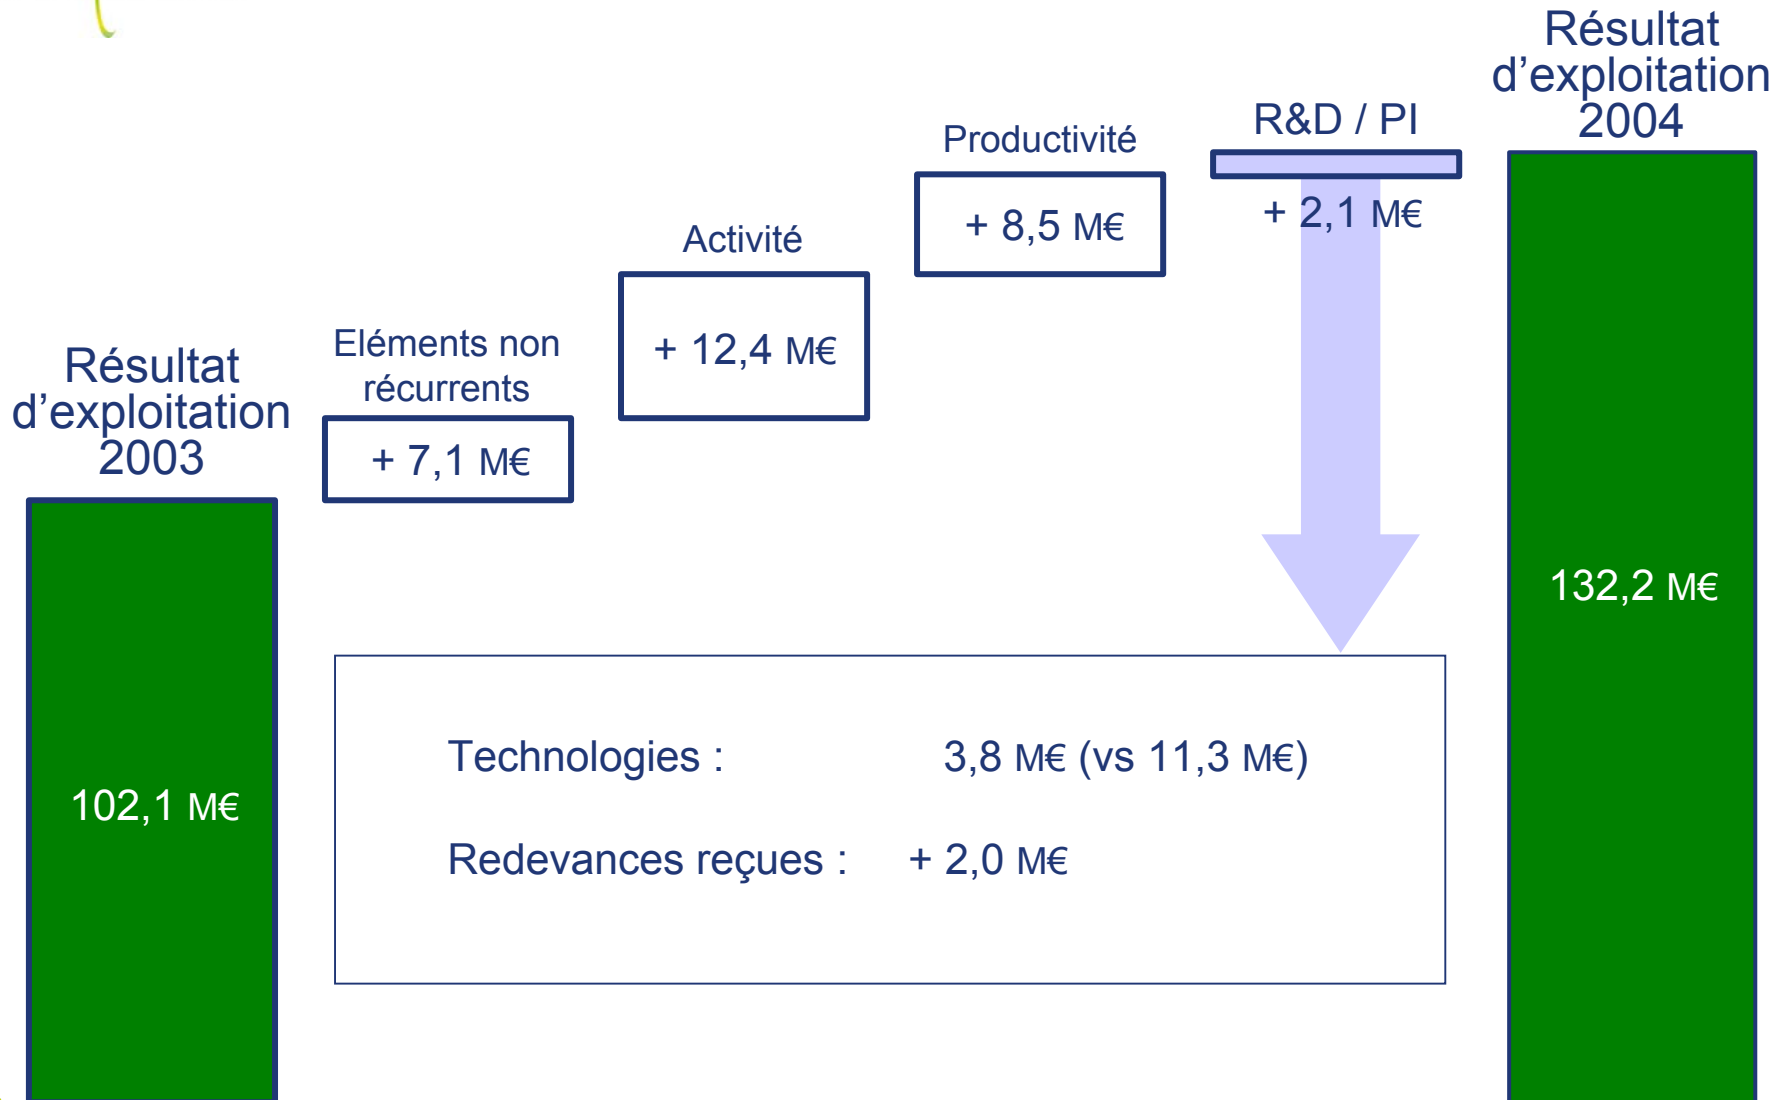 Résultat
d’exploitation
2003
102,1 M€
Eléments non
récurrents
+ 7,1 M€
Activité
+ 12,4 M€
Productivité
+ 8,5 M€
R&D / PI
+ 2,1 M€
Résultat
d’exploitation
2004
132,2 M€
Technologies : 3,8 M€ (vs 11,3 M€)
Redevances reçues : + 2,0 M€